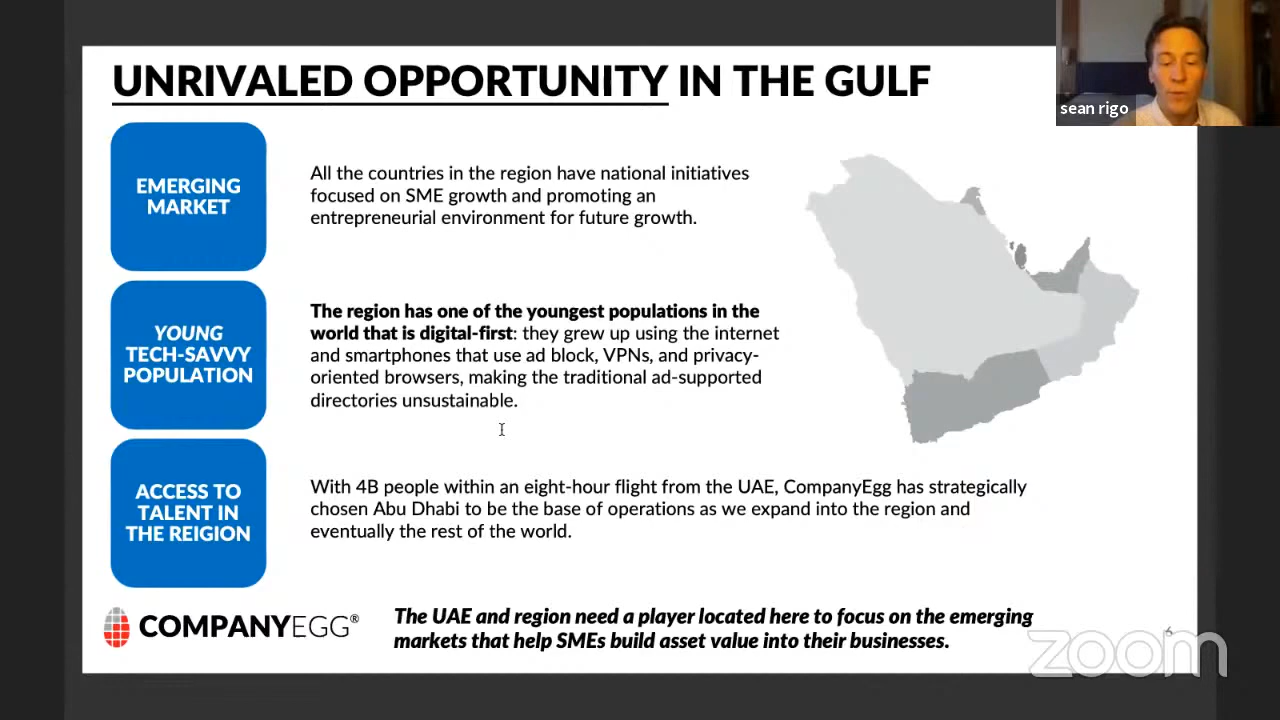 UNRIVALED OPPORTUNITY IN THE GULF
sean rigo
EMERGING
MARKET
All the countries in the region have national initiatives
focused on SME growth and promoting an
entrepreneurial environment for future growth.
YOUNG
TECH-SAVVY
POPULATION
The region has one of the youngest populations in the
world that is digital-first: they grew up using the internet
and smartphones that use ad block, VPNs, and privacy-
oriented browsers, making the traditional ad-supported
directories unsustainable.
ACCESS TO
TALENT IN
THE REIGION
With 4B people within an eight-hour flight from the UAE, CompanyEgg has strategically
chosen Abu Dhabi to be the base of operations as we expand into the region and
eventually the rest of the world.
COMPANYEGG®
The UAE and region need a player located here to focus on the emerging
markets that help SMEs build asset value into their businesses.
6
zoom